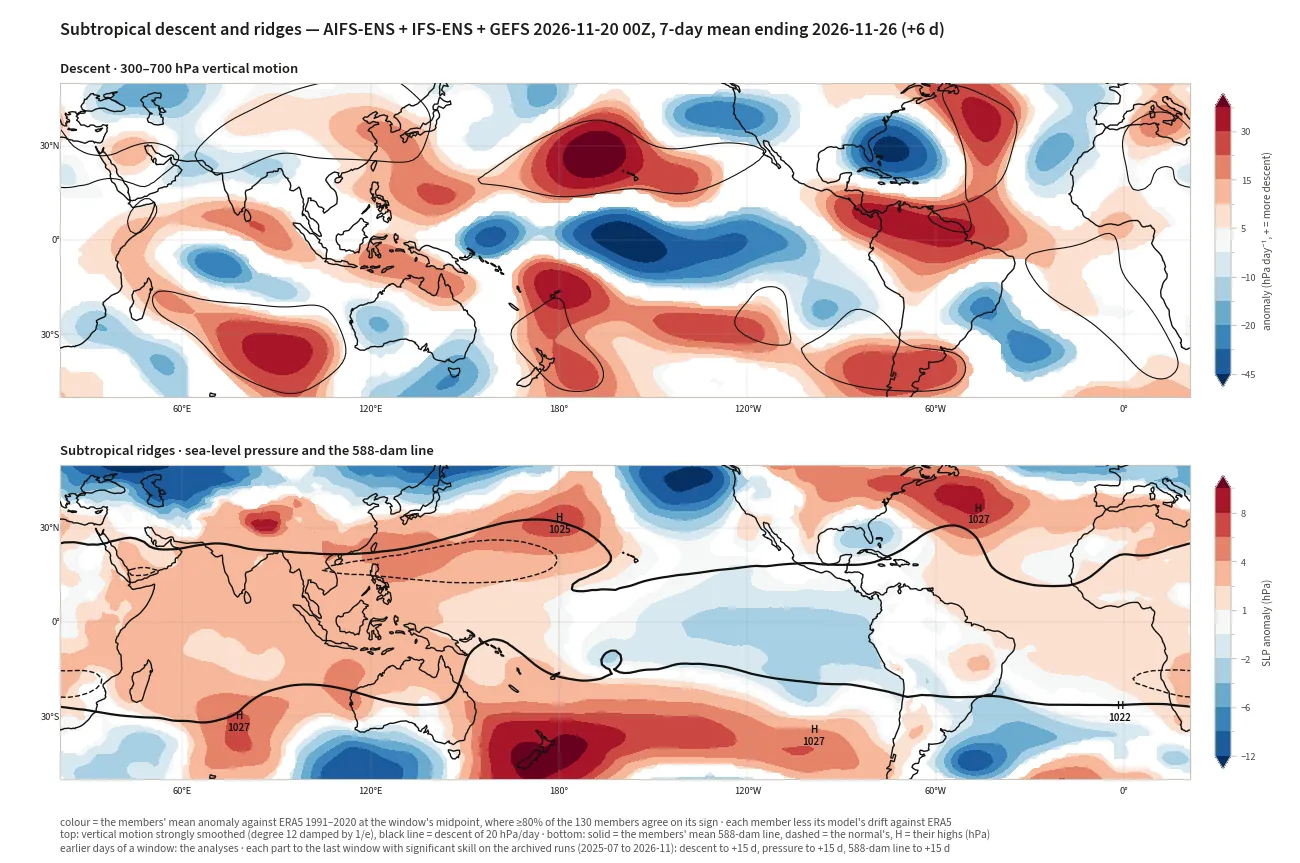 Subtropical descent and ridges — AIFS-ENS + IFS-ENS + GEFS 2026-11-20 00Z, 7-day mean ending 2026-11-26 (+6 d)
Descent · 300–700 hPa vertical motion
30°N
0°
30°S
60°E
120°E
180°
120°W
60°W
0°
30
15
5
−10
−20
−45
anomaly (hPa day⁻¹, + = more descent)
Subtropical ridges · sea-level pressure and the 588-dam line
H
1025
H
1027
H
1027
H
1027
H
1022
30°N
0°
30°S
60°E
120°E
180°
120°W
60°W
0°
8
4
1
−2
−6
−12
SLP anomaly (hPa)
colour = the members' mean anomaly against ERA5 1991–2020 at the window's midpoint, where ≥80% of the 130 members agree on its sign · each member less its model's drift against ERA5
top: vertical motion strongly smoothed (degree 12 damped by 1/e), black line = descent of 20 hPa/day · bottom: solid = the members' mean 588-dam line, dashed = the normal's, H = their highs (hPa)
earlier days of a window: the analyses · each part to the last window with significant skill on the archived runs (2025-07 to 2026-11): descent to +15 d, pressure to +15 d, 588-dam line to +15 d